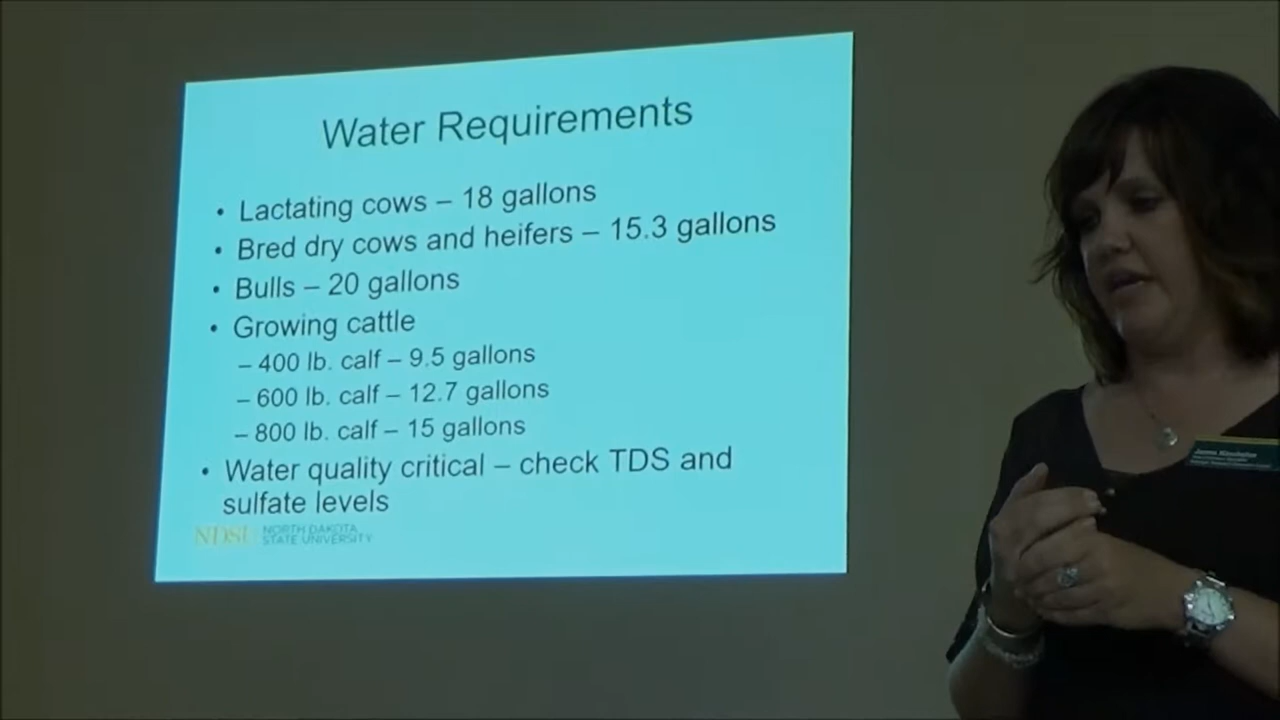 Water Requirements
• Lactating cows – 18 gallons
• Bred dry cows and heifers – 15.3 gallons
• Bulls – 20 gallons
• Growing cattle
– 400 lb. calf – 9.5 gallons
– 600 lb. calf – 12.7 gallons
– 800 lb. calf – 15 gallons
• Water quality critical – check TDS and
sulfate levels
NDSU NORTH DAKOTA
STATE UNIVERSITY